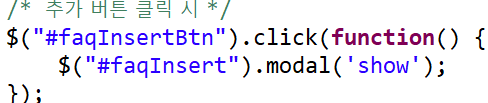 /* 추가 버튼 클릭 시 */
$("#faqInsertBtn").click(function() {
    $("#faqInsert").modal('show');
});